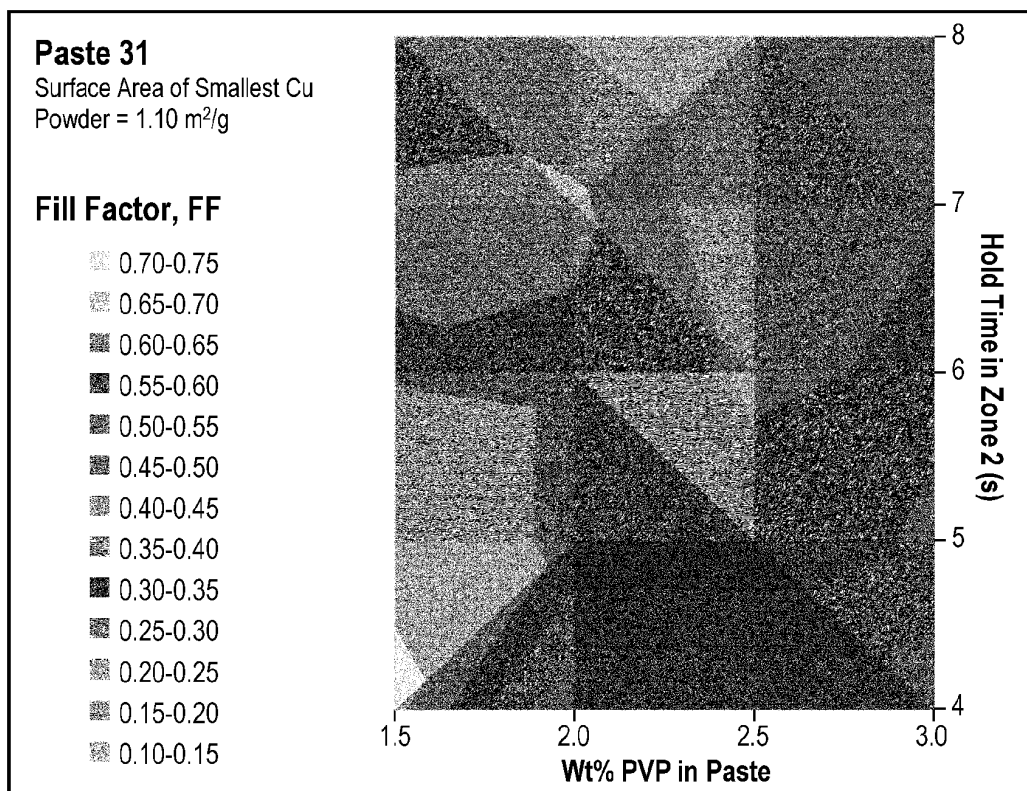 Paste 31
Surface Area of Smallest Cu
Powder = 1.10 m²/g
Fill Factor, FF
0.70-0.75
0.65-0.70
0.60-0.65
0.55-0.60
0.50-0.55
0.45-0.50
0.40-0.45
0.35-0.40
0.30-0.35
0.25-0.30
0.20-0.25
0.15-0.20
0.10-0.15
8
7
6
5
4
Hold Time in Zone 2 (s)
1.5 2.0 2.5 3.0
Wt% PVP in Paste